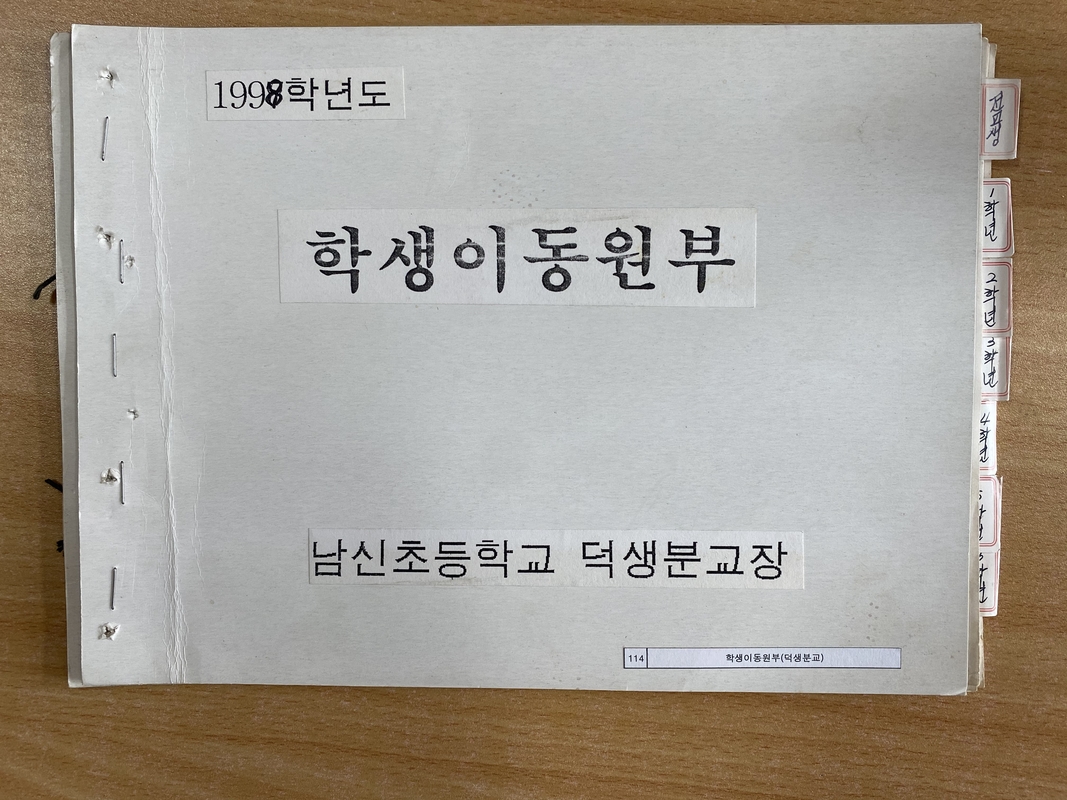 1998학년도
학생이동원부
남신초등학교 덕생분교장
114 학생이동원부(덕생분교)
1학년
2학년
3학년
4학년